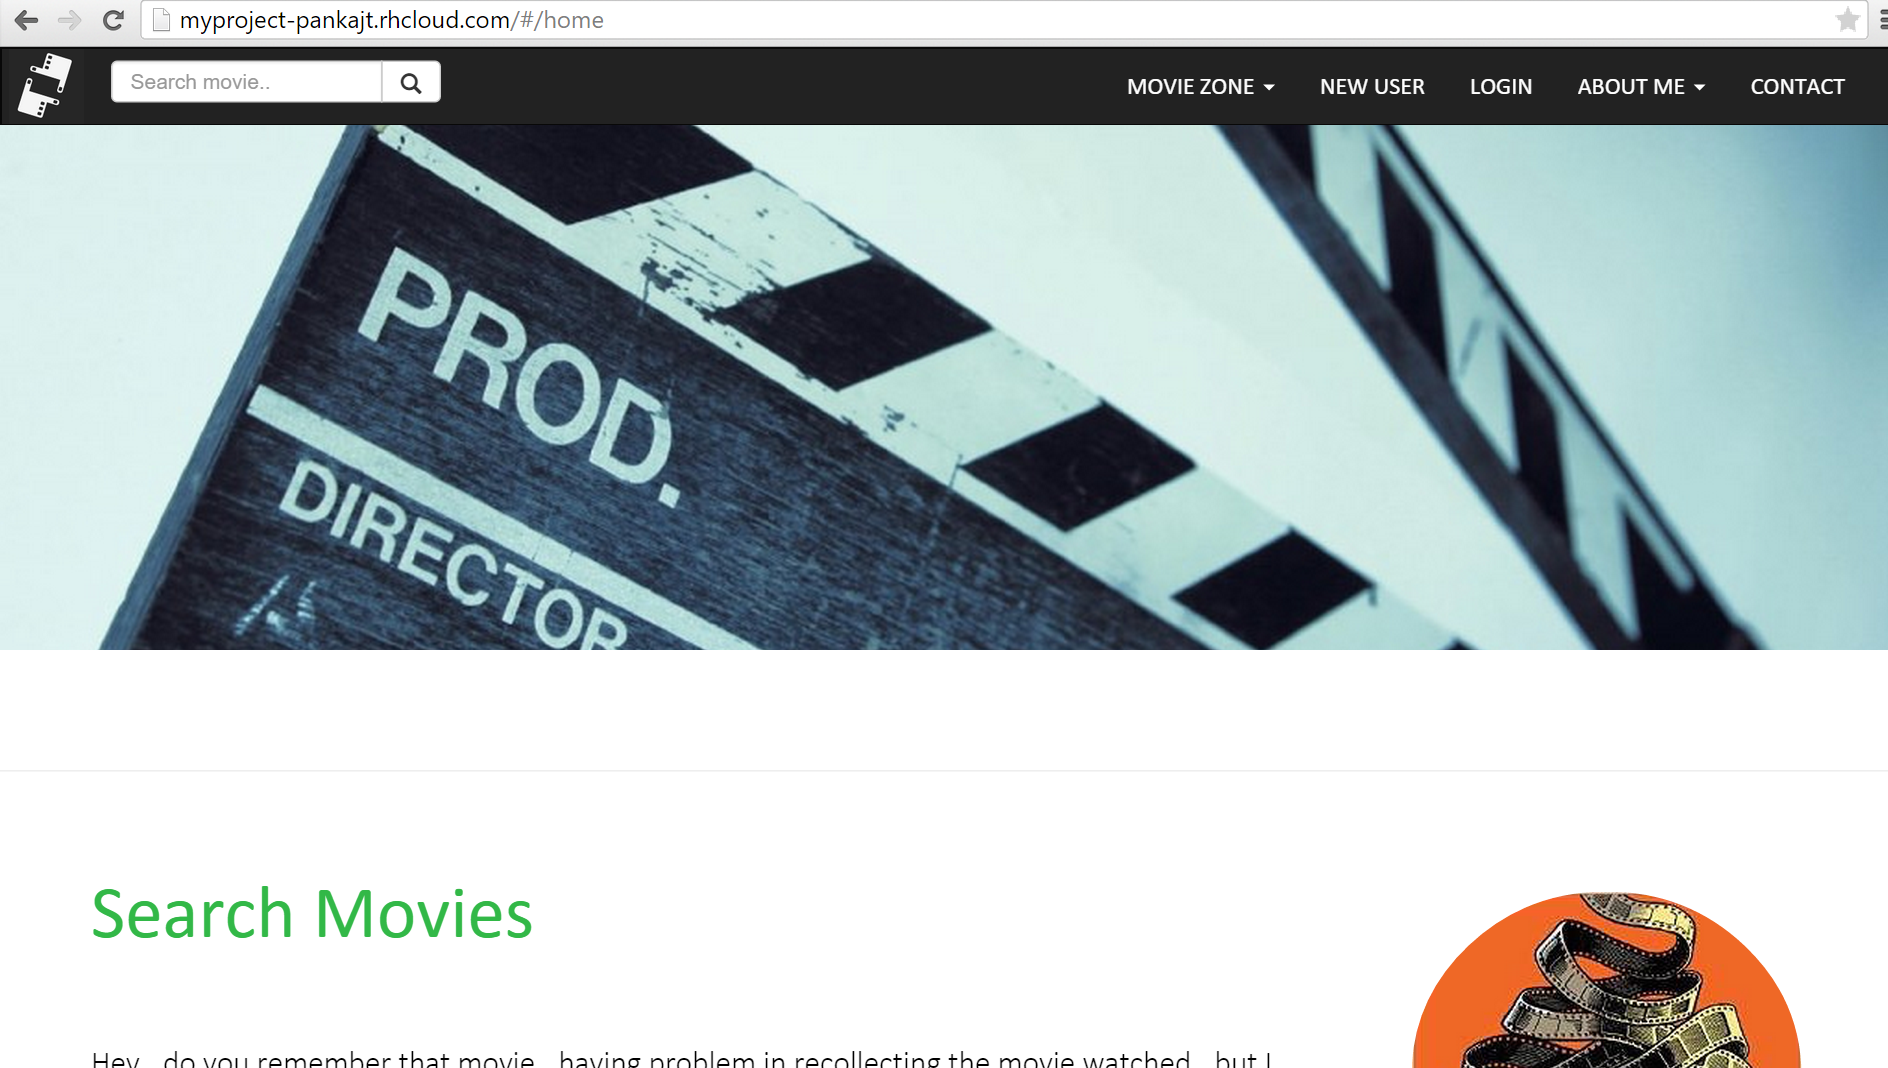 myproject-pankajt.rhcloud.com/#/home
Search movie..
MOVIE ZONE NEW USER LOGIN ABOUT ME CONTACT
PROD.
DIRECTOR
Search Movies
Hey.. do you remember that movie.. having problem in recollecting the movie watched.. but I